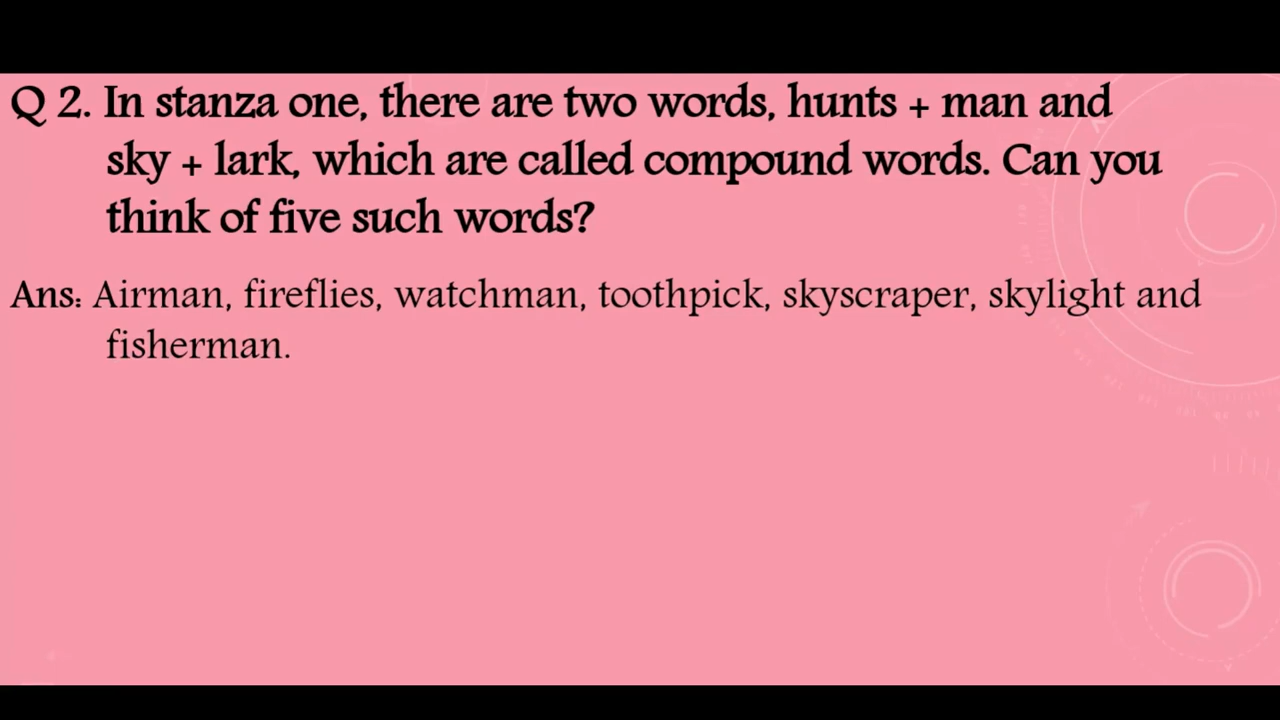 Q 2. In stanza one, there are two words, hunts + man and
sky + lark, which are called compound words. Can you
think of five such words?
Ans: Airman, fireflies, watchman, toothpick, skyscraper, skylight and
fisherman.